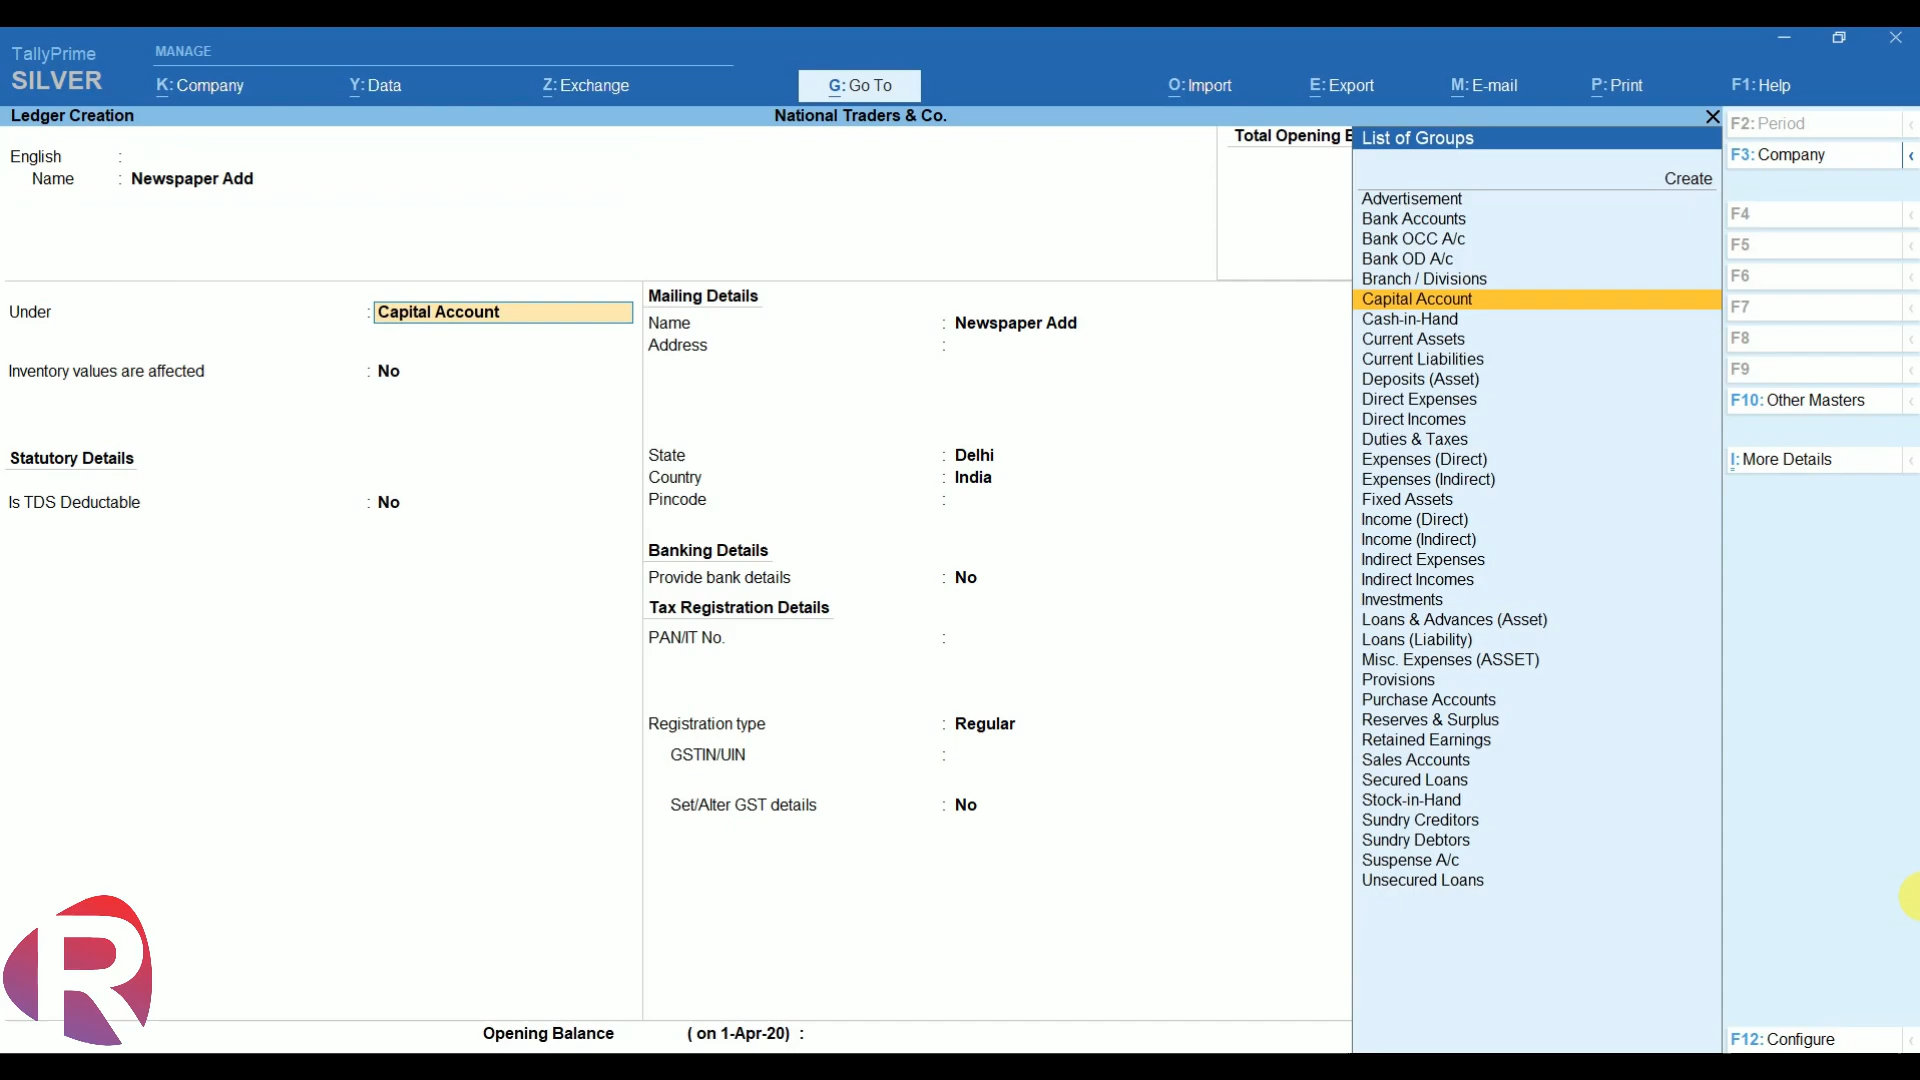 TallyPrime
SILVER
MANAGE
K: Company
Y: Data
Z: Exchange
G: Go To
O: Import
E: Export
M: E-mail
P: Print
F1: Help
Ledger Creation
National Traders & Co.
English :
Name : Newspaper Add
Total Opening B
Under : Capital Account
Inventory values are affected : No
Statutory Details
Is TDS Deductable : No
Mailing Details
Name : Newspaper Add
Address :
State : Delhi
Country : India
Pincode :
Banking Details
Provide bank details : No
Tax Registration Details
PAN/IT No. :
Registration type : Regular
GSTIN/UIN :
Set/Alter GST details : No
Opening Balance ( on 1-Apr-20) :
List of Groups
Create
Advertisement
Bank Accounts
Bank OCC A/c
Bank OD A/c
Branch / Divisions
Capital Account
Cash-in-Hand
Current Assets
Current Liabilities
Deposits (Asset)
Direct Expenses
Direct Incomes
Duties & Taxes
Expenses (Direct)
Expenses (Indirect)
Fixed Assets
Income (Direct)
Income (Indirect)
Indirect Expenses
Indirect Incomes
Investments
Loans & Advances (Asset)
Loans (Liability)
Misc. Expenses (ASSET)
Provisions
Purchase Accounts
Reserves & Surplus
Retained Earnings
Sales Accounts
Secured Loans
Stock-in-Hand
Sundry Creditors
Sundry Debtors
Suspense A/c
Unsecured Loans
F2: Period
F3: Company
F4
F5
F6
F7
F8
F9
F10: Other Masters
I: More Details
F12: Configure
R